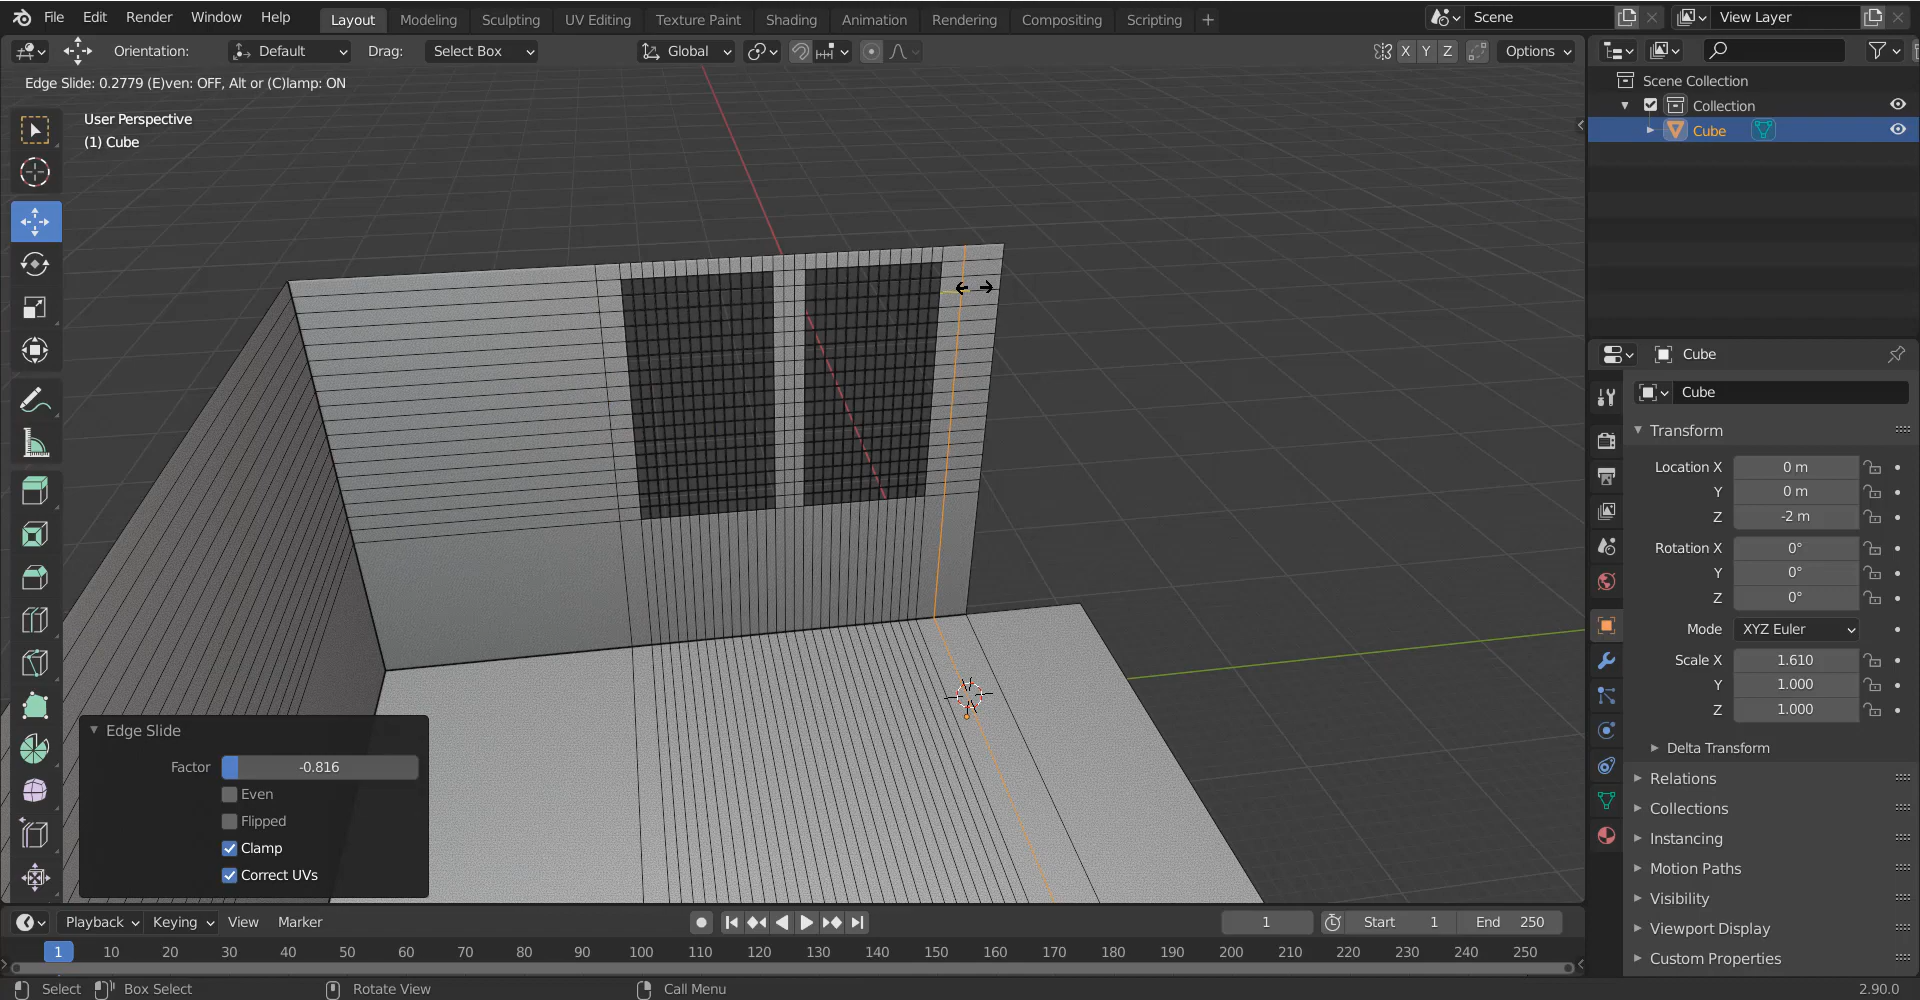 File Edit Render Window Help Layout Modeling Sculpting UV Editing Texture Paint Shading Animation Rendering Compositing Scripting + Scene View Layer
Orientation: Default Drag: Select Box Global X Y Z Options
Edge Slide: 0.2779 (E)ven: OFF, Alt or (C)lamp: ON
User Perspective
(1) Cube
Scene Collection
Collection
Cube
Cube
Cube
Transform
Location X 0 m
Y 0 m
Z -2 m
Rotation X 0°
Y 0°
Z 0°
Mode XYZ Euler
Scale X 1.610
Y 1.000
Z 1.000
Delta Transform
Relations
Collections
Instancing
Motion Paths
Visibility
Viewport Display
Custom Properties
Edge Slide
Factor -0.816
Even
Flipped
Clamp
Correct UVs
Playback Keying View Marker 1 Start 1 End 250
1 10 20 30 40 50 60 70 80 90 100 110 120 130 140 150 160 170 180 190 200 210 220 230 240 250
Select Box Select Rotate View Call Menu 2.90.0